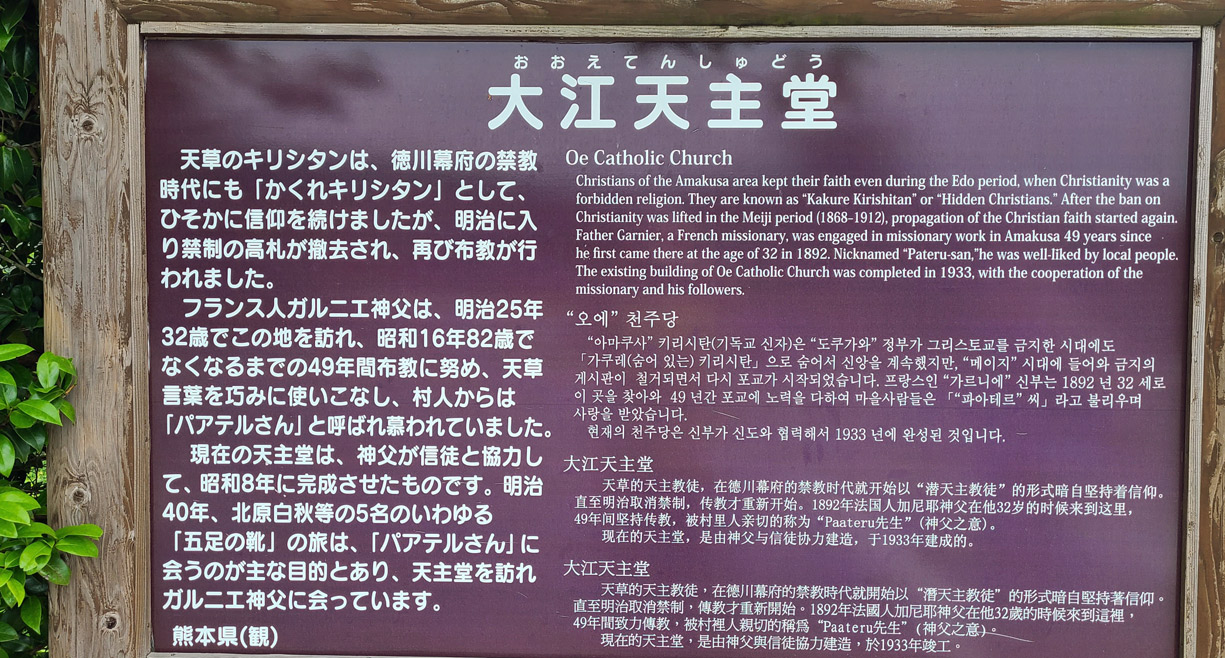 おおえてんしゅどう
大江天主堂
天草のキリシタンは、徳川幕府の禁教
時代にも「かくれキリシタン」として、
ひそかに信仰を続けましたが、明治に入
り禁制の高札が撤去され、再び布教が行
われました。
フランス人ガルニエ神父は、明治25年
32歳でこの地を訪れ、昭和16年82歳で
なくなるまでの49年間布教に努め、天草
言葉を巧みに使いこなし、村人からは
「パアテルさん」と呼ばれ慕われていました。
現在の天主堂は、神父が信徒と協力し
て、昭和8年に完成させたものです。明治
40年、北原白秋等の5名のいわゆる
「五足の靴」の旅は、「パアテルさん」に
会うのが主な目的とあり、天主堂を訪れ
ガルニエ神父に会っています。
熊本県(観)
Oe Catholic Church
Christians of the Amakusa area kept their faith even during the Edo period, when Christianity was a
forbidden religion. They are known as “Kakure Kirishitan” or “Hidden Christians.” After the ban on
Christianity was lifted in the Meiji period (1868-1912), propagation of the Christian faith started again.
Father Garnier, a French missionary, was engaged in missionary work in Amakusa 49 years since
he first came there at the age of 32 in 1892. Nicknamed “Pateru-san,”he was well-liked by local people.
The existing building of Oe Catholic Church was completed in 1933, with the cooperation of the
missionary and his followers.
“오에” 천주당
“아마쿠사” 키리시탄(기독교 신자)은 “도쿠가와” 정부가 그리스토교를 금지한 시대에도
「가쿠레(숨어 있는) 키리시탄」으로 숨어서 신앙을 계속했지만, “메이지” 시대에 들어와 금지의
게시판이 철거되면서 다시 포교가 시작되었습니다. 프랑스인 “가르니에” 신부는 1892 년 32 세로
이 곳을 찾아와 49 년간 포교에 노력을 다하여 마을사람들은 「“파아테르” 씨」라고 불리우며
사랑을 받았습니다.
현재의 천주당은 신부가 신도와 협력해서 1933 년에 완성된 것입니다.
大江天主堂
天草的天主教徒，在德川幕府的禁教时代就开始以“潜天主教徒”的形式暗自坚持着信仰。
直至明治取消禁制，传教才重新开始。1892年法国人加尼耶神父在他32岁的时候来到这里，
49年间坚持传教，被村里人亲切的称为“Paateru先生”(神父之意)。
现在的天主堂，是由神父与信徒协力建造，于1933年建成的。
大江天主堂
天草的天主教徒，在德川幕府的禁教時代就開始以“潛天主教徒”的形式暗自堅持著信仰。
直至明治取消禁制，傳教才重新開始。1892年法國人加尼耶神父在他32歲的時候來到這裡，
49年間致力傳教，被村裡人親切的稱爲“Paateru先生”(神父之意)。
現在的天主堂，是由神父與信徒協力建造，於1933年竣工。